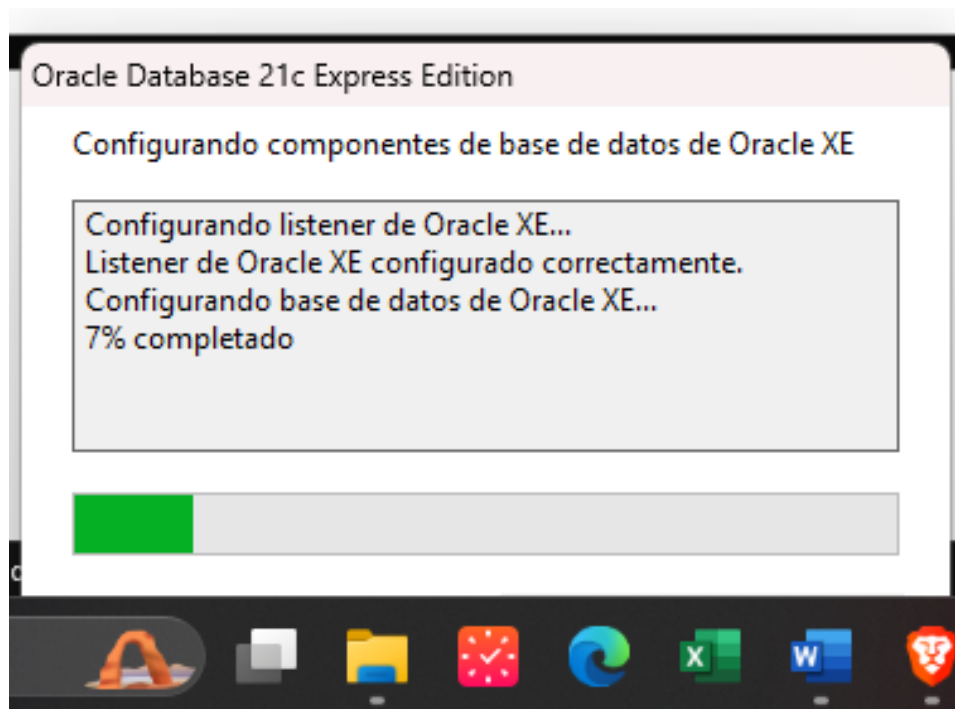 Oracle Database 21c Express Edition
Configurando componentes de base de datos de Oracle XE
Configurando listener de Oracle XE...
Listener de Oracle XE configurado correctamente.
Configurando base de datos de Oracle XE...
7% completado